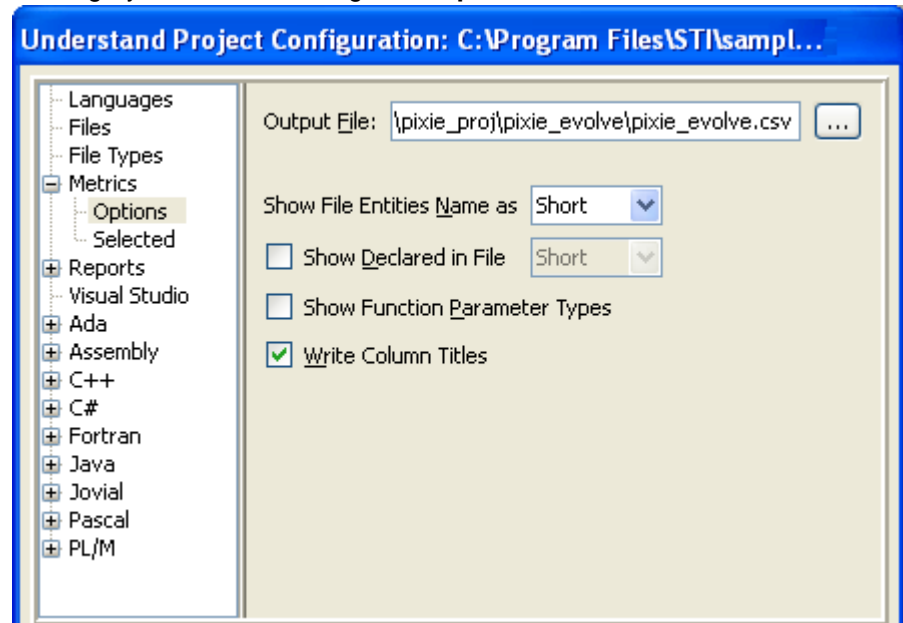 Understand Project Configuration: C:\Program Files\STI\sampl...
Languages
Files
File Types
Metrics
Options
Selected
Reports
Visual Studio
Ada
Assembly
C++
C#
Fortran
Java
Jovial
Pascal
PL/M
Output File: \pixie_proj\pixie_evolve\pixie_evolve.csv ...
Show File Entities Name as Short
Show Declared in File Short
Show Function Parameter Types
Write Column Titles